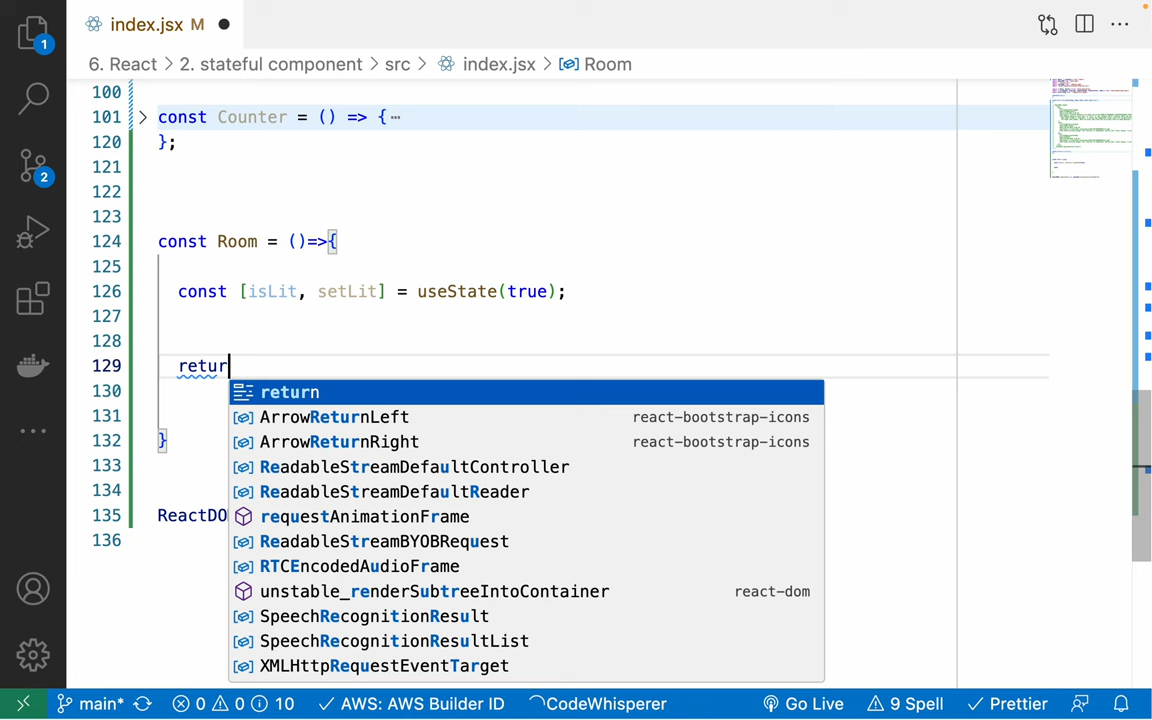 index.jsx M
6. React > 2. stateful component > src > index.jsx > Room
1
2
100
101 const Counter = () => {⋯
120 };
121
122
123
124 const Room = ()=>{
125
126 const [isLit, setLit] = useState(true);
127
128
129 retur
130
131
132 }
133
134
135 ReactDO
136
return
ArrowReturnLeft react-bootstrap-icons
ArrowReturnRight react-bootstrap-icons
ReadableStreamDefaultController
ReadableStreamDefaultReader
requestAnimationFrame
ReadableStreamBYOBRequest
RTCEncodedAudioFrame
unstable_renderSubtreeIntoContainer react-dom
SpeechRecognitionResult
SpeechRecognitionResultList
XMLHttpRequestEventTarget
main* 0 0 10 AWS: AWS Builder ID CodeWhisperer Go Live 9 Spell Prettier